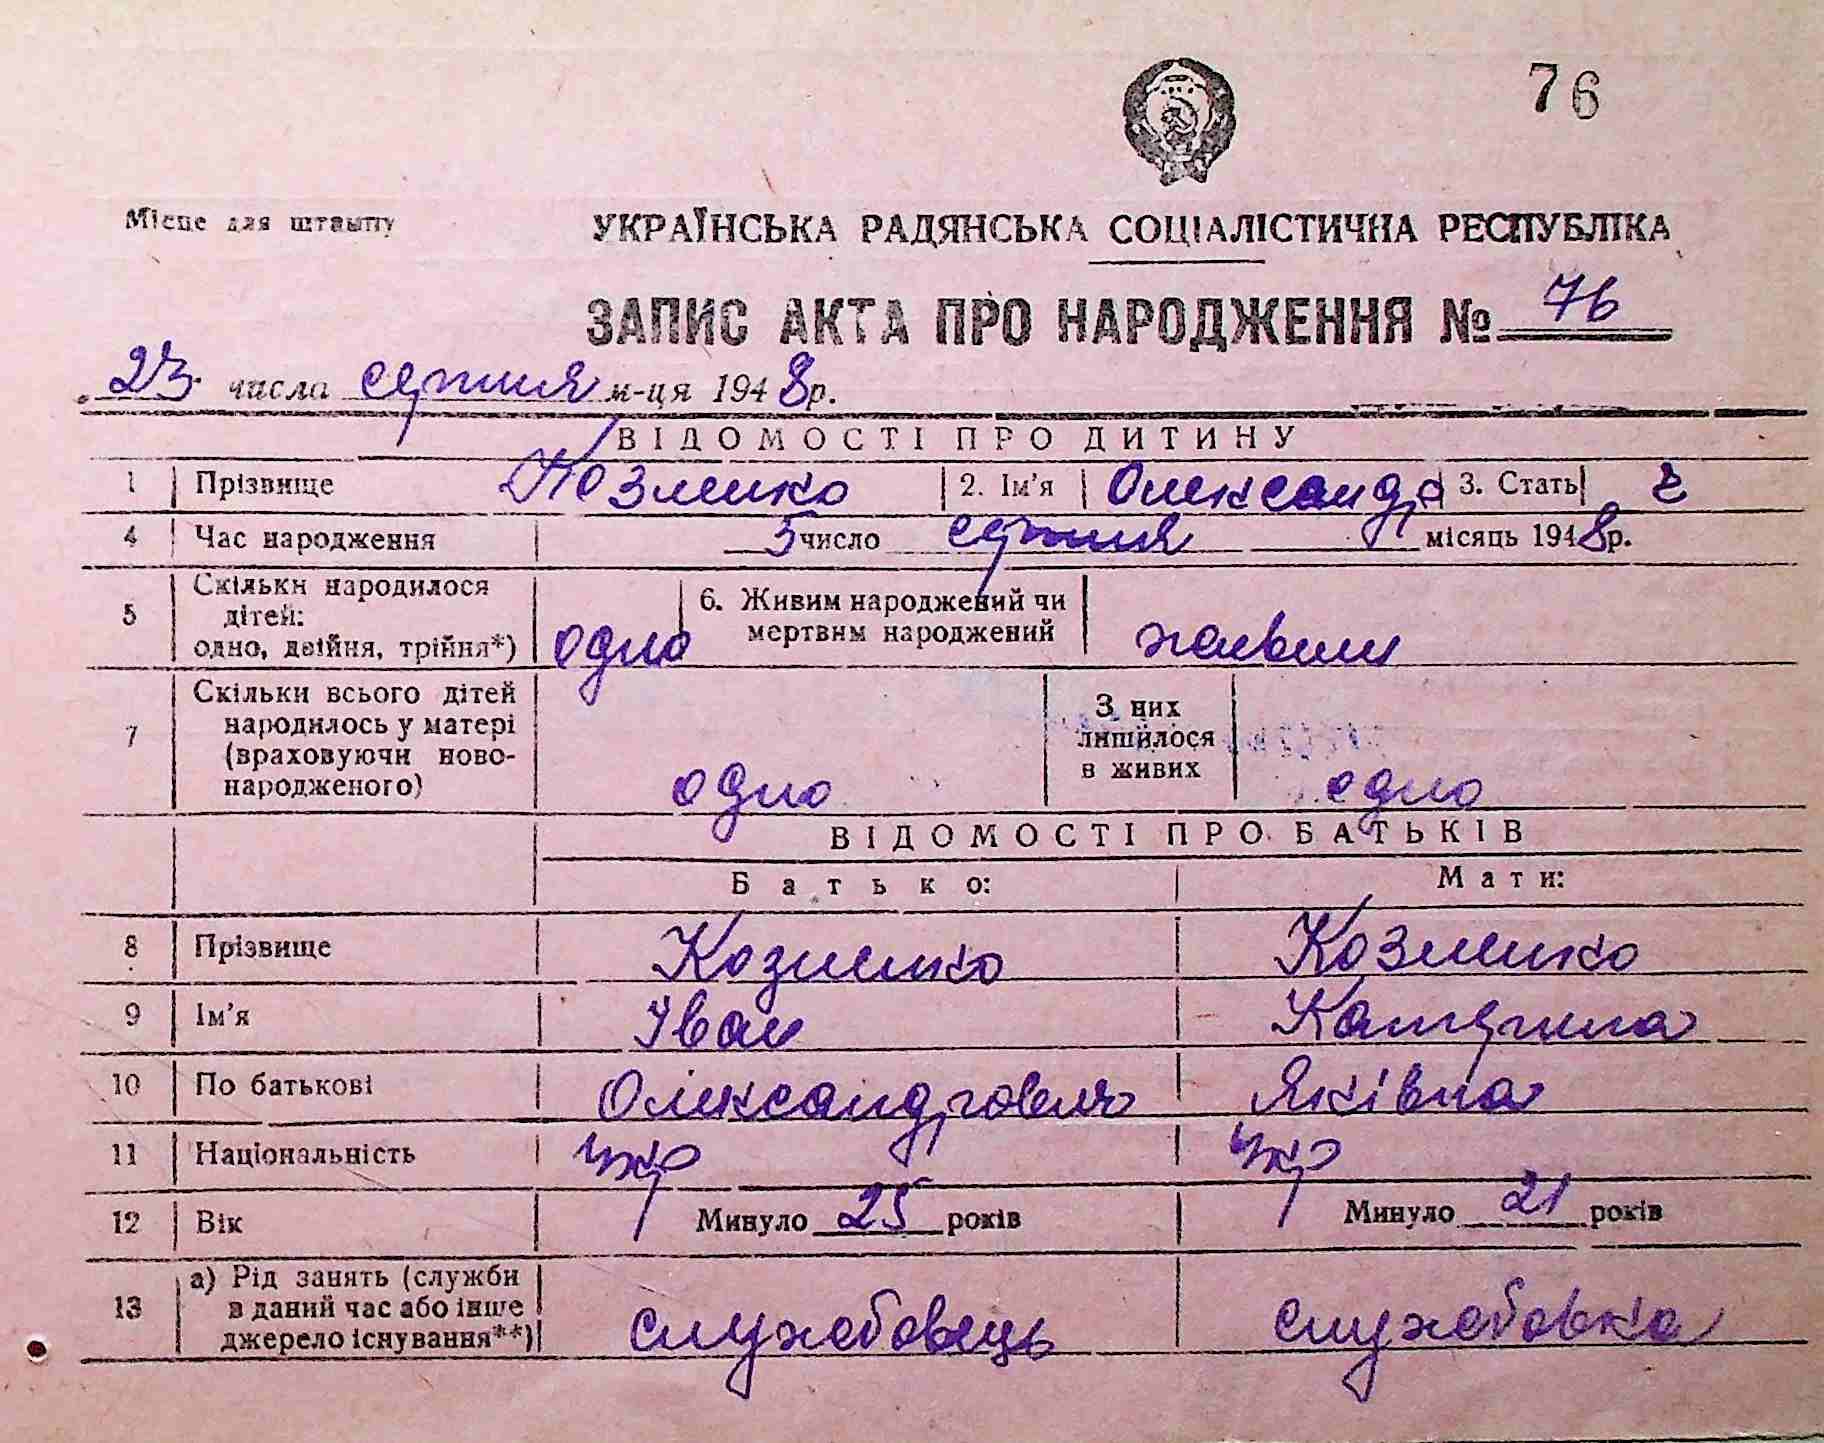 76
Місце для штампу
УКРАЇНСЬКА РАДЯНСЬКА СОЦІАЛІСТИЧНА РЕСПУБЛІКА
ЗАПИС АКТА ПРО НАРОДЖЕННЯ № 76
23 числа серпня м-ця 1948р.
ВІДОМОСТІ ПРО ДИТИНУ
1 Прізвище Козленко 2. Ім'я Олександр 3. Стать ч
4 Час народження 5 число серпня місяць 1948р.
5 Скільки народилося дітей: одно, двійня, трійня*) одно 6. Живим народжений чи мертвим народжений живим
7 Скільки всього дітей народилось у матері (враховуючи новонародженого) одно З них лишилося в живих одно
ВІДОМОСТІ ПРО БАТЬКІВ
Батько: Мати:
8 Прізвище Козленко Козленко
9 Ім'я Іван Катерина
10 По батькові Олександрович Яківна
11 Національність укр укр
12 Вік Минуло 25 років Минуло 21 років
13 а) Рід занять (служби в даний час або інше джерело існування**) службовець службовка